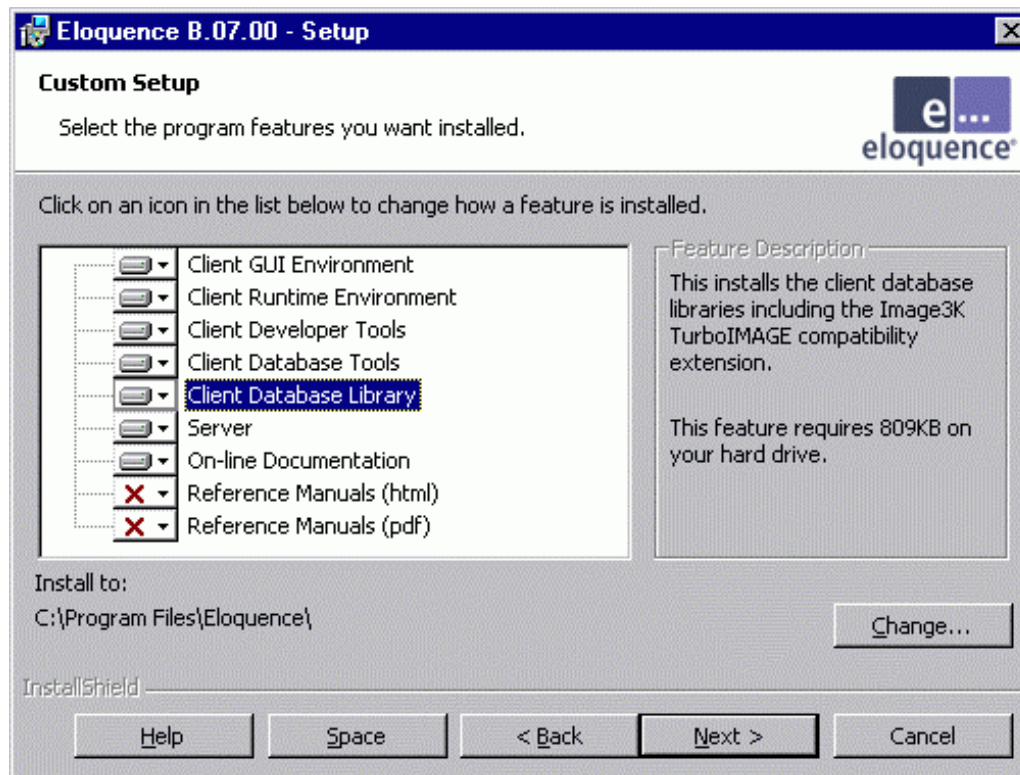 Eloquence B.07.00 - Setup
Custom Setup
Select the program features you want installed.
e...
eloquence
Click on an icon in the list below to change how a feature is installed.
Client GUI Environment
Client Runtime Environment
Client Developer Tools
Client Database Tools
Client Database Library
Server
On-line Documentation
Reference Manuals (html)
Reference Manuals (pdf)
Feature Description
This installs the client database
libraries including the Image3K
TurboIMAGE compatibility
extension.
This feature requires 809KB on
your hard drive.
Install to:
C:\Program Files\Eloquence\
Change...
InstallShield
Help
Space
< Back
Next >
Cancel